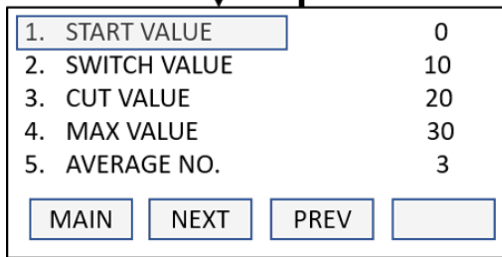 1. START VALUE 0
2. SWITCH VALUE 10
3. CUT VALUE 20
4. MAX VALUE 30
5. AVERAGE NO. 3
MAIN NEXT PREV